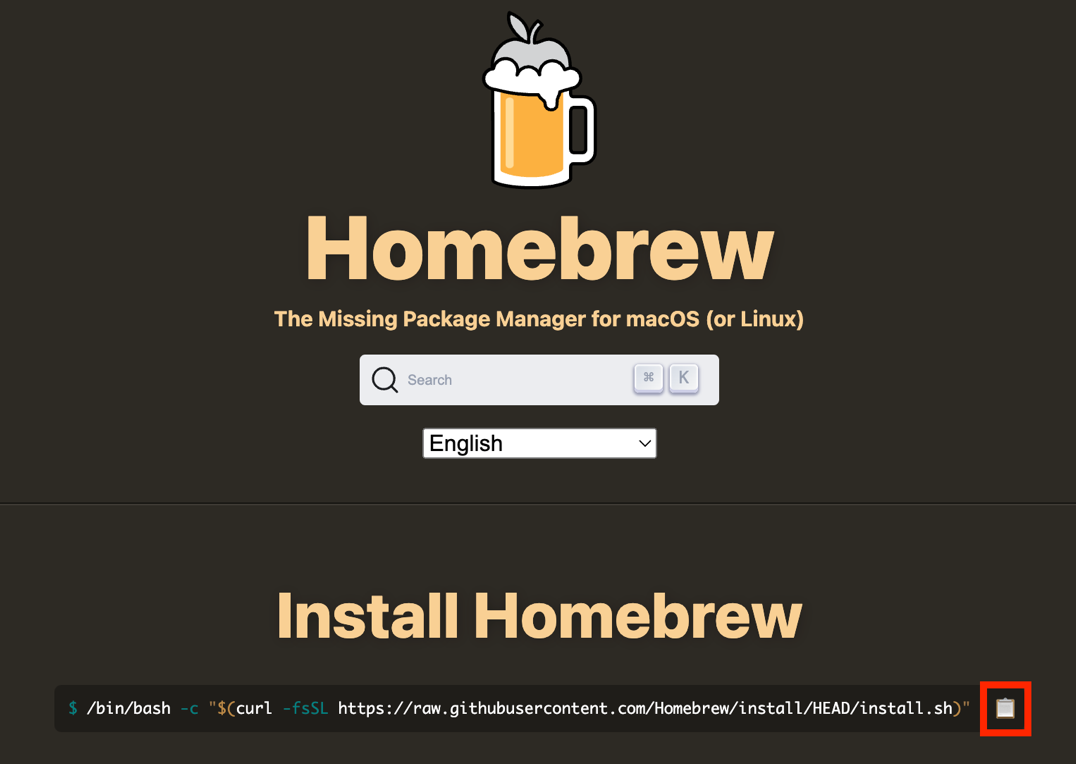 Homebrew
The Missing Package Manager for macOS (or Linux)
Search ⌘ K
English
Install Homebrew
$ /bin/bash -c "$(curl -fsSL https://raw.githubusercontent.com/Homebrew/install/HEAD/install.sh)"